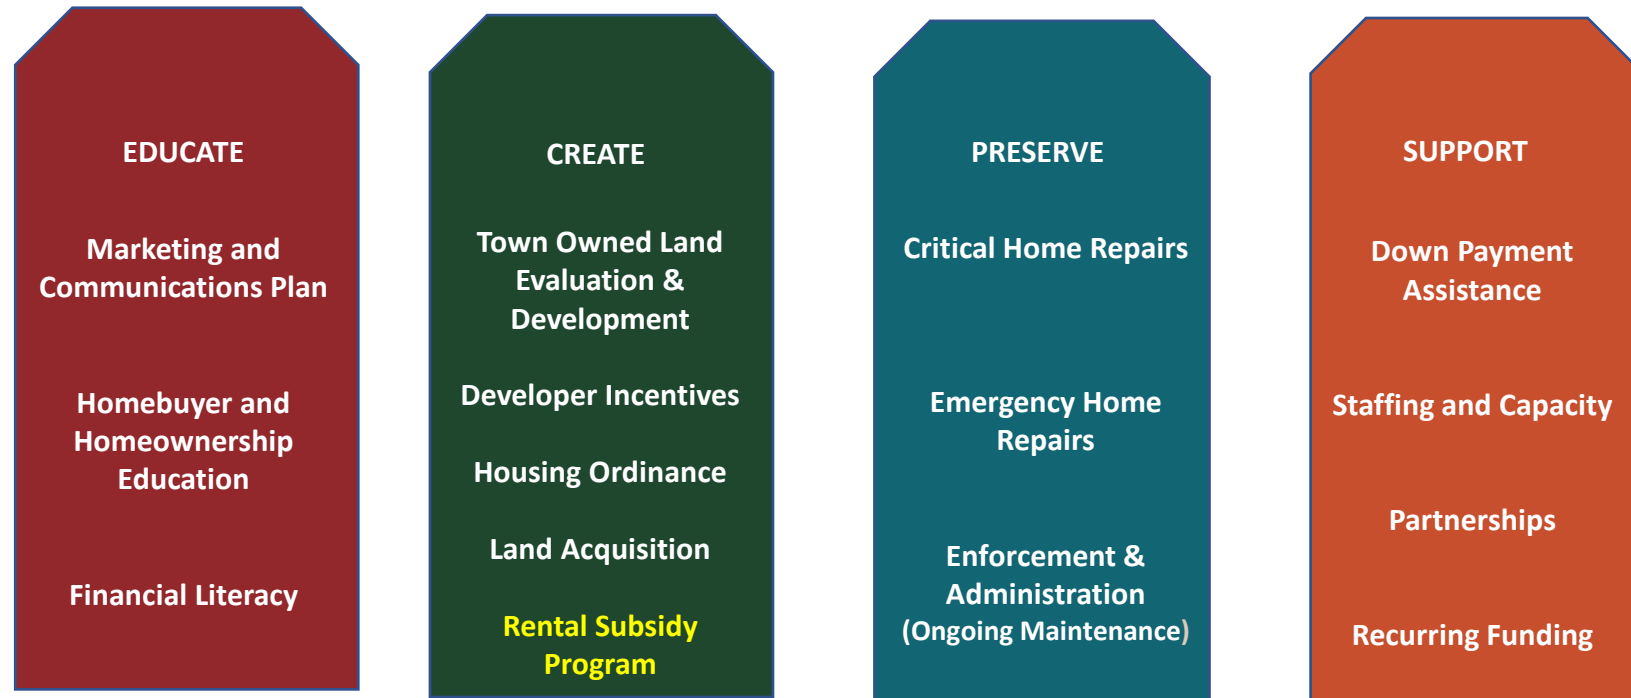 EDUCATE
Marketing and
Communications Plan
Homebuyer and
Homeownership
Education
Financial Literacy
CREATE
Town Owned Land
Evaluation &
Development
Developer Incentives
Housing Ordinance
Land Acquisition
Rental Subsidy
Program
PRESERVE
Critical Home Repairs
Emergency Home
Repairs
Enforcement &
Administration
(Ongoing Maintenance)
SUPPORT
Down Payment
Assistance
Staffing and Capacity
Partnerships
Recurring Funding